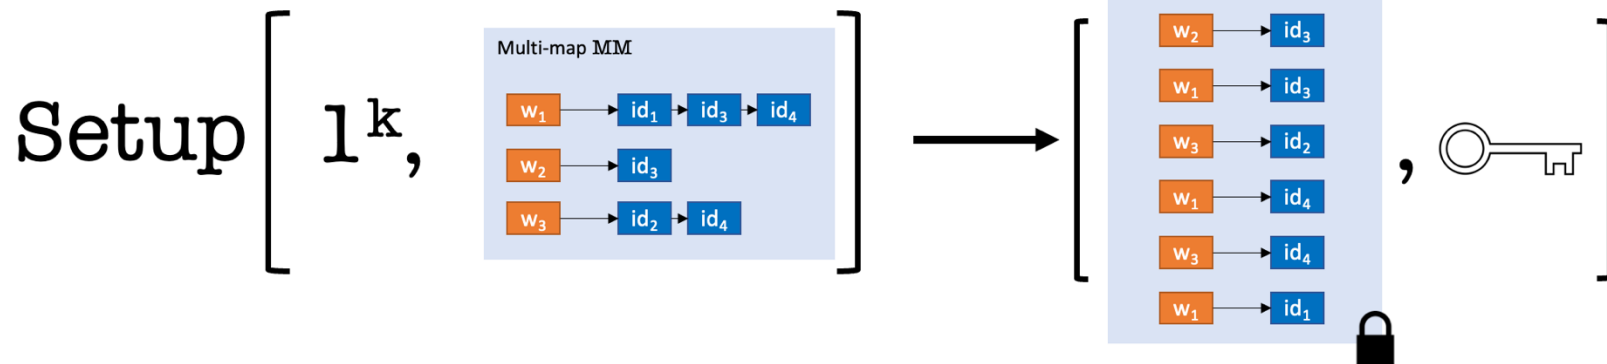 Setup [ 1ᵏ,
Multi-map MM
w₁ id₁ id₃ id₄
w₂ id₃
w₃ id₂ id₄
]
[
w₂ id₃
w₁ id₃
w₃ id₂
w₁ id₄
w₃ id₄
w₁ id₁
, ]